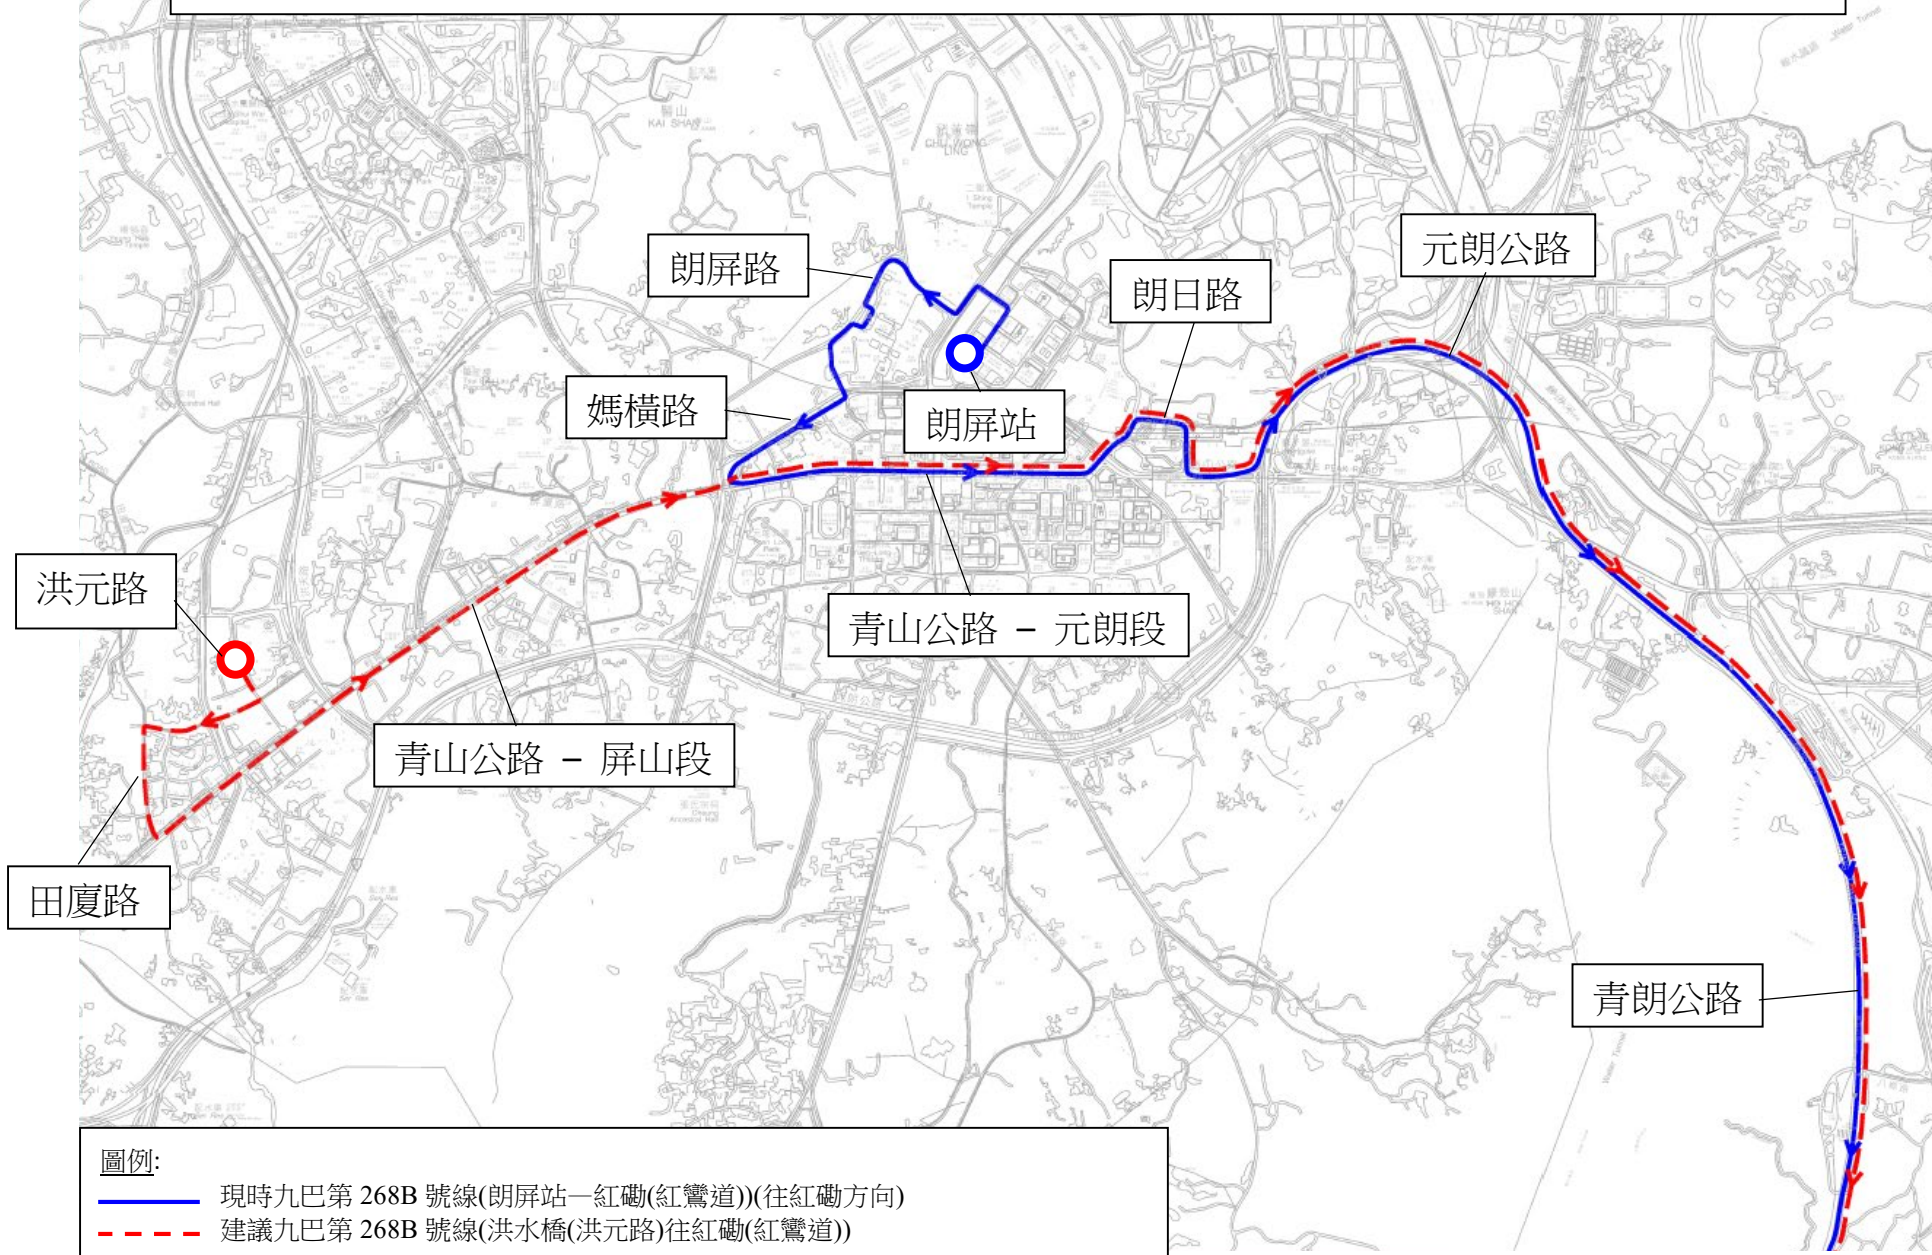 KAI SHAN
元朗公路
朗屏路
朗日路
媽橫路
朗屏站
洪元路
青山公路 – 元朗段
青山公路 – 屏山段
田廈路
青朗公路
圖例:
現時九巴第 268B 號線(朗屏站—紅磡(紅鸞道))(往紅磡方向)
建議九巴第 268B 號線(洪水橋(洪元路)往紅磡(紅鸞道))